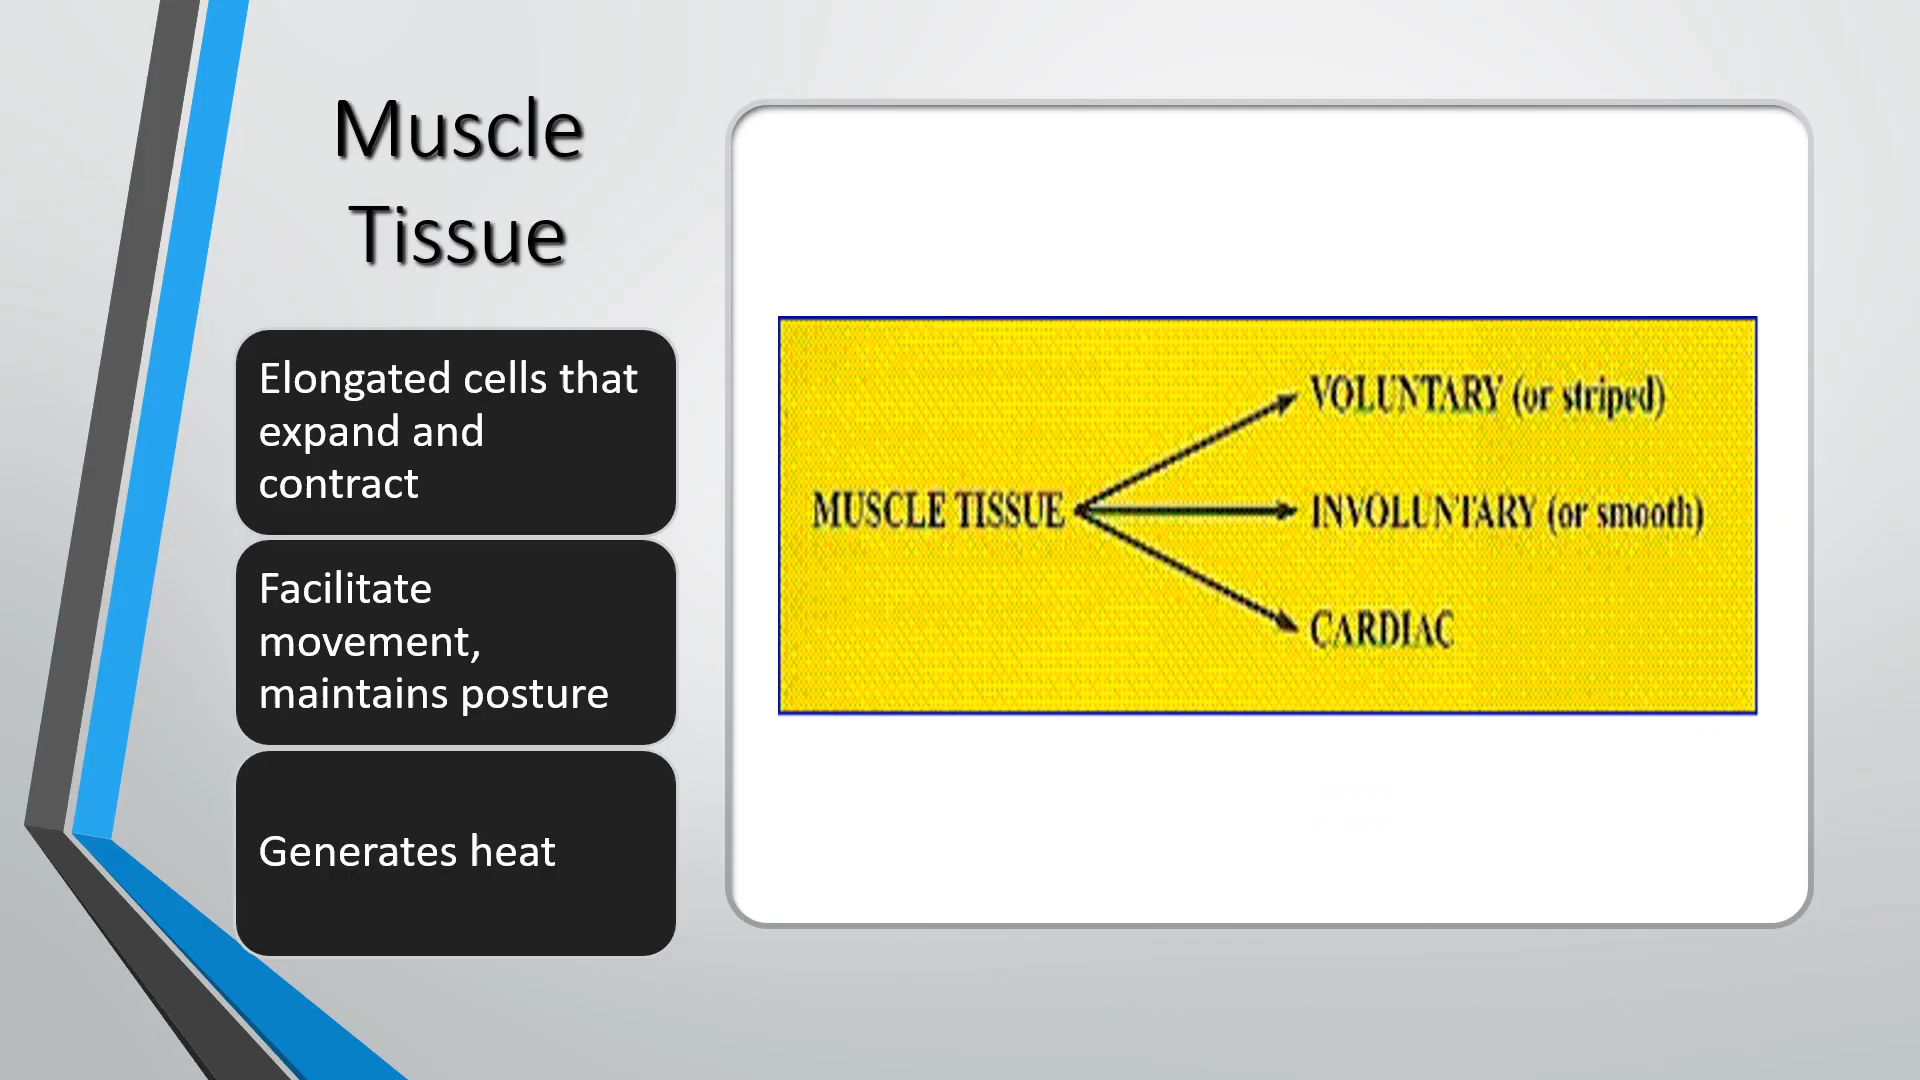 Muscle
Tissue
Elongated cells that
expand and
contract
Facilitate
movement,
maintains posture
Generates heat
VOLUNTARY (or striped)
MUSCLE TISSUE
INVOLUNTARY (or smooth)
CARDIAC